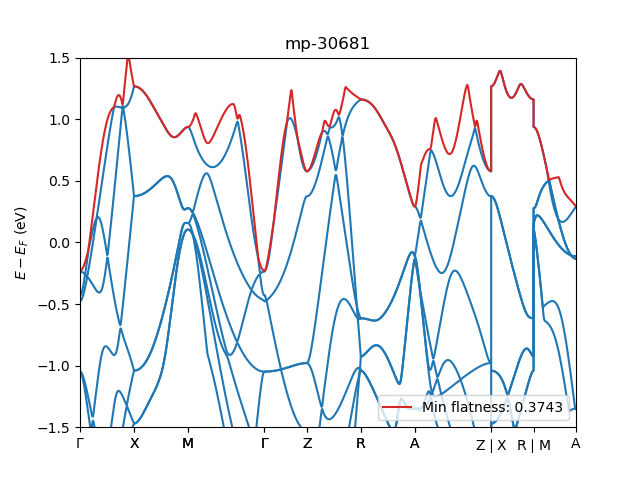 mp-30681
1.5
1.0
0.5
0.0
−0.5
−1.0
−1.5
E − E_F (eV)
Min flatness: 0.3743
Γ X M Γ Z R A Z | X R | M A